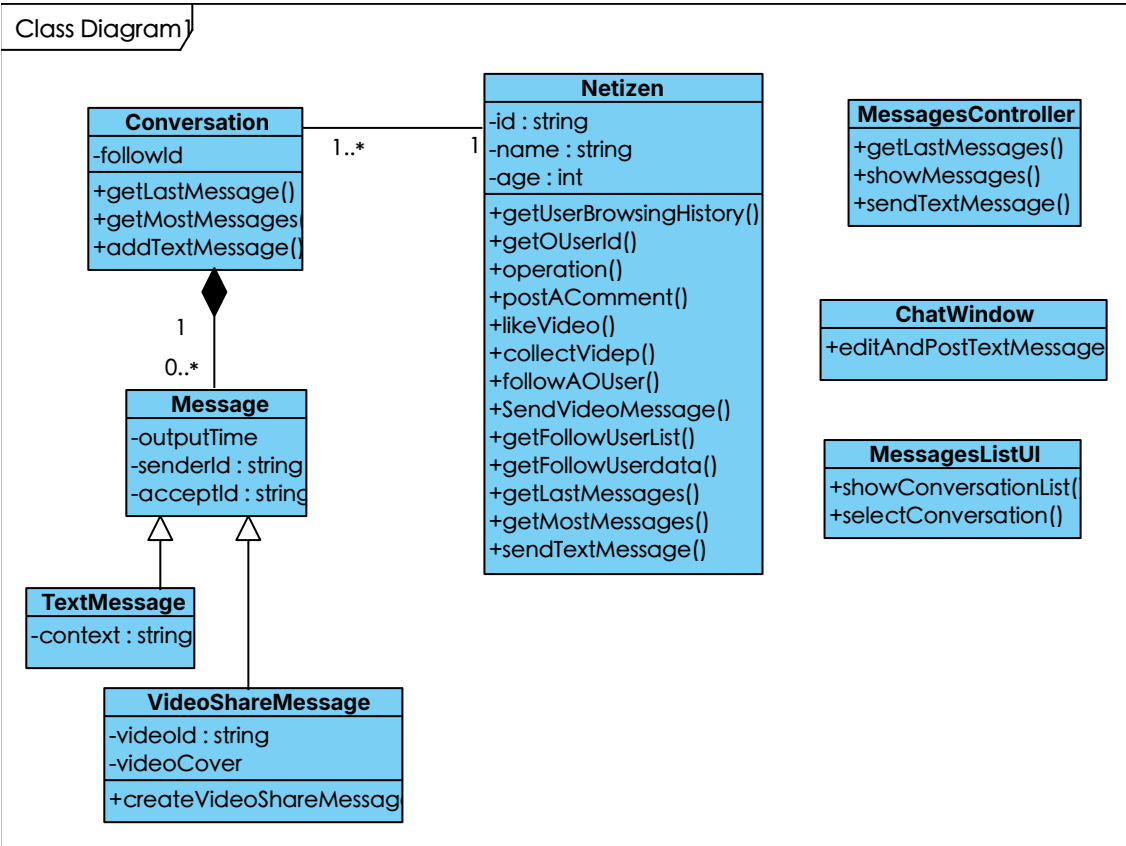 Class Diagram1
Conversation
-followId
+getLastMessage()
+getMostMessages(
+addTextMessage()
1..*
1
Netizen
-id : string
-name : string
-age : int
+getUserBrowsingHistory()
+getOUserId()
+operation()
+postAComment()
+likeVideo()
+collectVidep()
+followAOUser()
+SendVideoMessage()
+getFollowUserList()
+getFollowUserdata()
+getLastMessages()
+getMostMessages()
+sendTextMessage()
MessagesController
+getLastMessages()
+showMessages()
+sendTextMessage()
ChatWindow
+editAndPostTextMessage
MessagesListUI
+showConversationList(
+selectConversation()
1
0..*
Message
-outputTime
-senderId : string
-acceptId : string
TextMessage
-context : string
VideoShareMessage
-videoId : string
-videoCover
+createVideoShareMessag